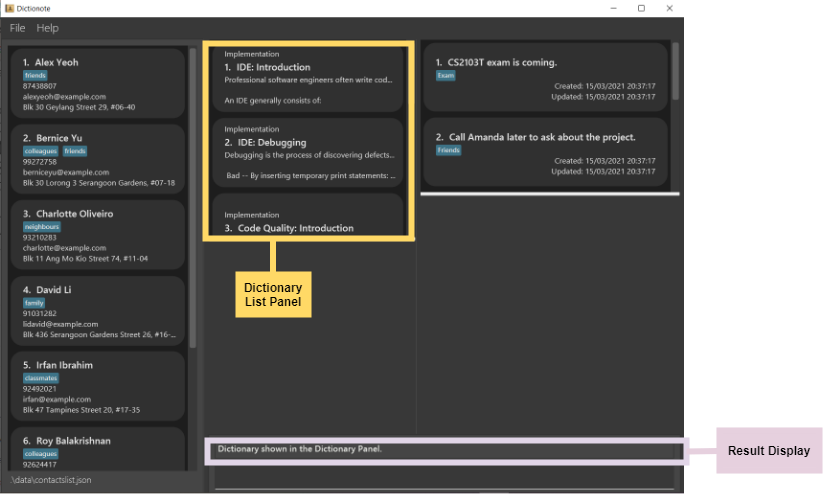 Dictionote
File Help
1. Alex Yeoh
friends
87438807
alexyeoh@example.com
Blk 30 Geylang Street 29, #06-40
2. Bernice Yu
colleagues friends
99272758
berniceyu@example.com
Blk 30 Lorong 3 Serangoon Gardens, #07-18
3. Charlotte Oliveiro
neighbours
93210283
charlotte@example.com
Blk 11 Ang Mo Kio Street 74, #11-04
4. David Li
family
91031282
lidavid@example.com
Blk 436 Serangoon Gardens Street 26, #16-...
5. Irfan Ibrahim
classmates
92492021
irfan@example.com
Blk 47 Tampines Street 20, #17-35
6. Roy Balakrishnan
colleagues
92624417
.\data\contactslist.json
Implementation
1. IDE: Introduction
Professional software engineers often write cod...
An IDE generally consists of:
Implementation
2. IDE: Debugging
Debugging is the process of discovering defects...
Bad -- By inserting temporary print statements: ...
Implementation
3. Code Quality: Introduction
Dictionary
List Panel
1. CS2103T exam is coming.
Exam
Created: 15/03/2021 20:37:17
Updated: 15/03/2021 20:37:17
2. Call Amanda later to ask about the project.
Friends
Created: 15/03/2021 20:37:17
Updated: 15/03/2021 20:37:17
Dictionary shown in the Dictionary Panel.
Result Display